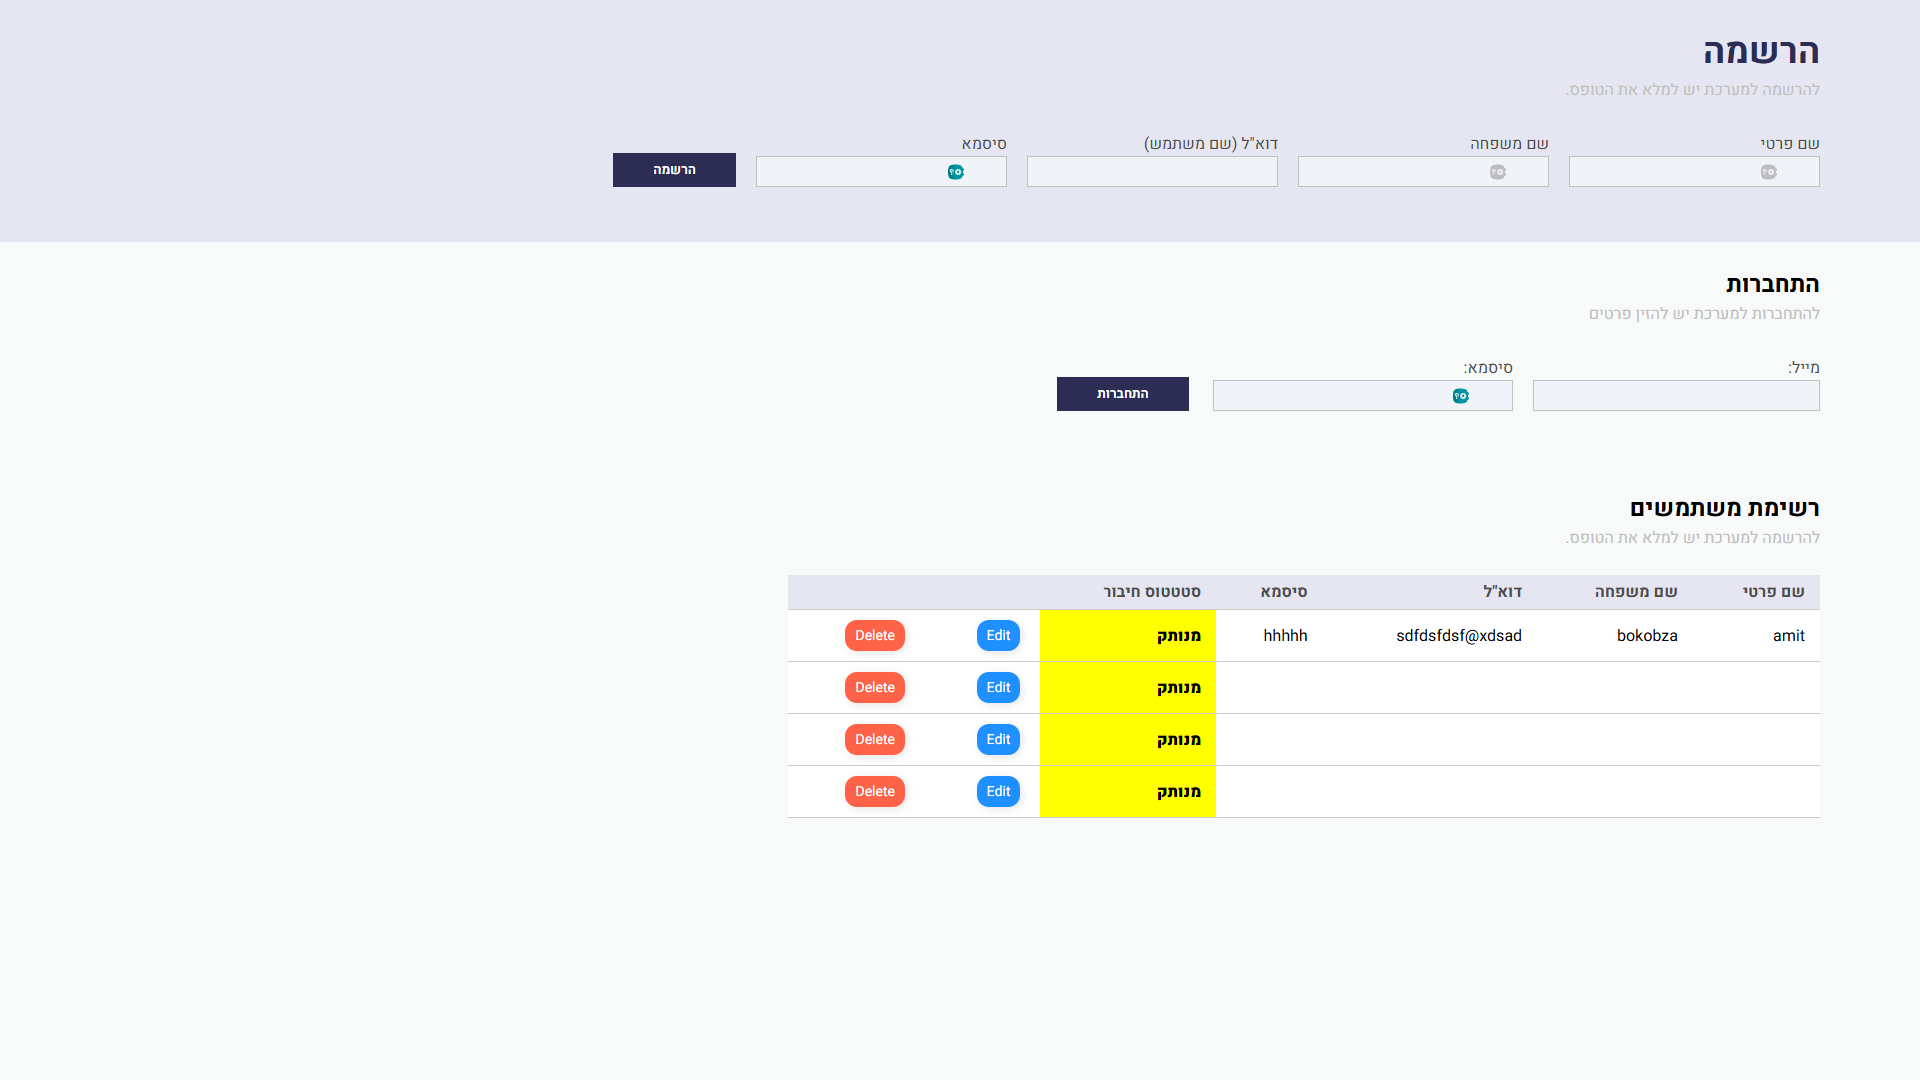 הרשמה
להרשמה למערכת יש למלא את הטופס.
שם פרטי
שם משפחה
דוא"ל (שם משתמש)
סיסמא
הרשמה
התחברות
להתחברות למערכת יש להזין פרטים
מייל:
סיסמא:
התחברות
רשימת משתמשים
להרשמה למערכת יש למלא את הטופס.
שם פרטי שם משפחה דוא"ל סיסמא סטטטוס חיבור
amit bokobza sdfdsfdsf@xdsad hhhhh מנותק Edit Delete
מנותק Edit Delete
מנותק Edit Delete
מנותק Edit Delete